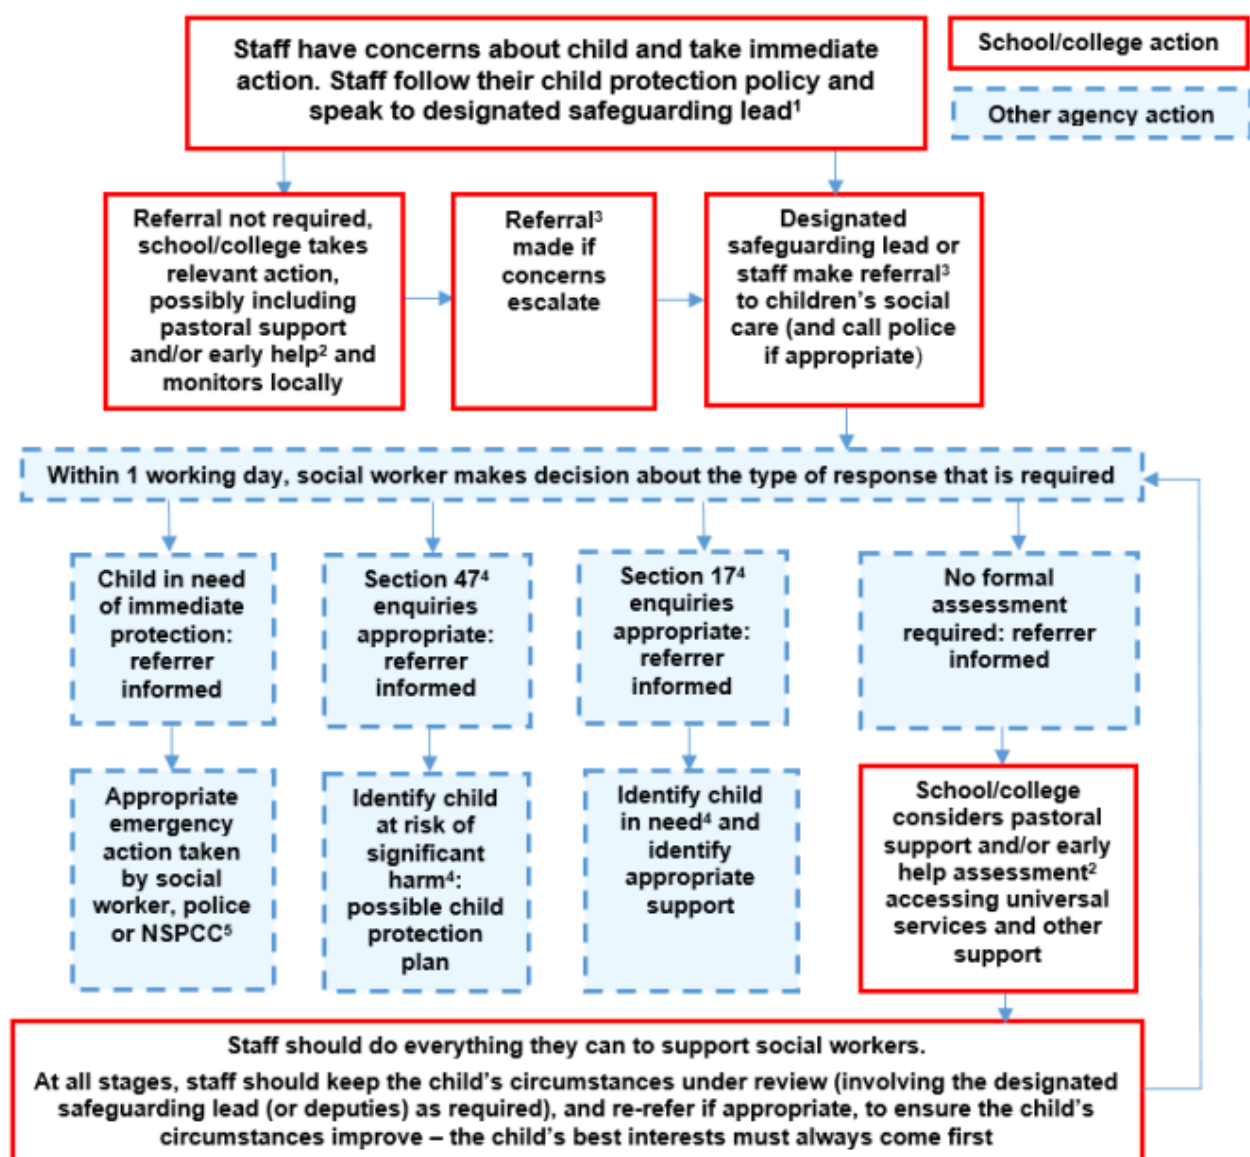 Staff have concerns about child and take immediate
action. Staff follow their child protection policy and
speak to designated safeguarding lead¹
School/college action
Other agency action
Referral not required,
school/college takes
relevant action,
possibly including
pastoral support
and/or early help² and
monitors locally
Referral³
made if
concerns
escalate
Designated
safeguarding lead or
staff make referral³
to children's social
care (and call police
if appropriate)
Within 1 working day, social worker makes decision about the type of response that is required
Child in need
of immediate
protection:
referrer
informed
Section 47⁴
enquiries
appropriate:
referrer
informed
Section 17⁴
enquiries
appropriate:
referrer
informed
No formal
assessment
required: referrer
informed
Appropriate
emergency
action taken
by social
worker, police
or NSPCC⁵
Identify child
at risk of
significant
harm⁴:
possible child
protection
plan
Identify child
in need⁴ and
identify
appropriate
support
School/college
considers pastoral
support and/or early
help assessment²
accessing universal
services and other
support
Staff should do everything they can to support social workers.
At all stages, staff should keep the child's circumstances under review (involving the designated
safeguarding lead (or deputies) as required), and re-refer if appropriate, to ensure the child's
circumstances improve – the child's best interests must always come first